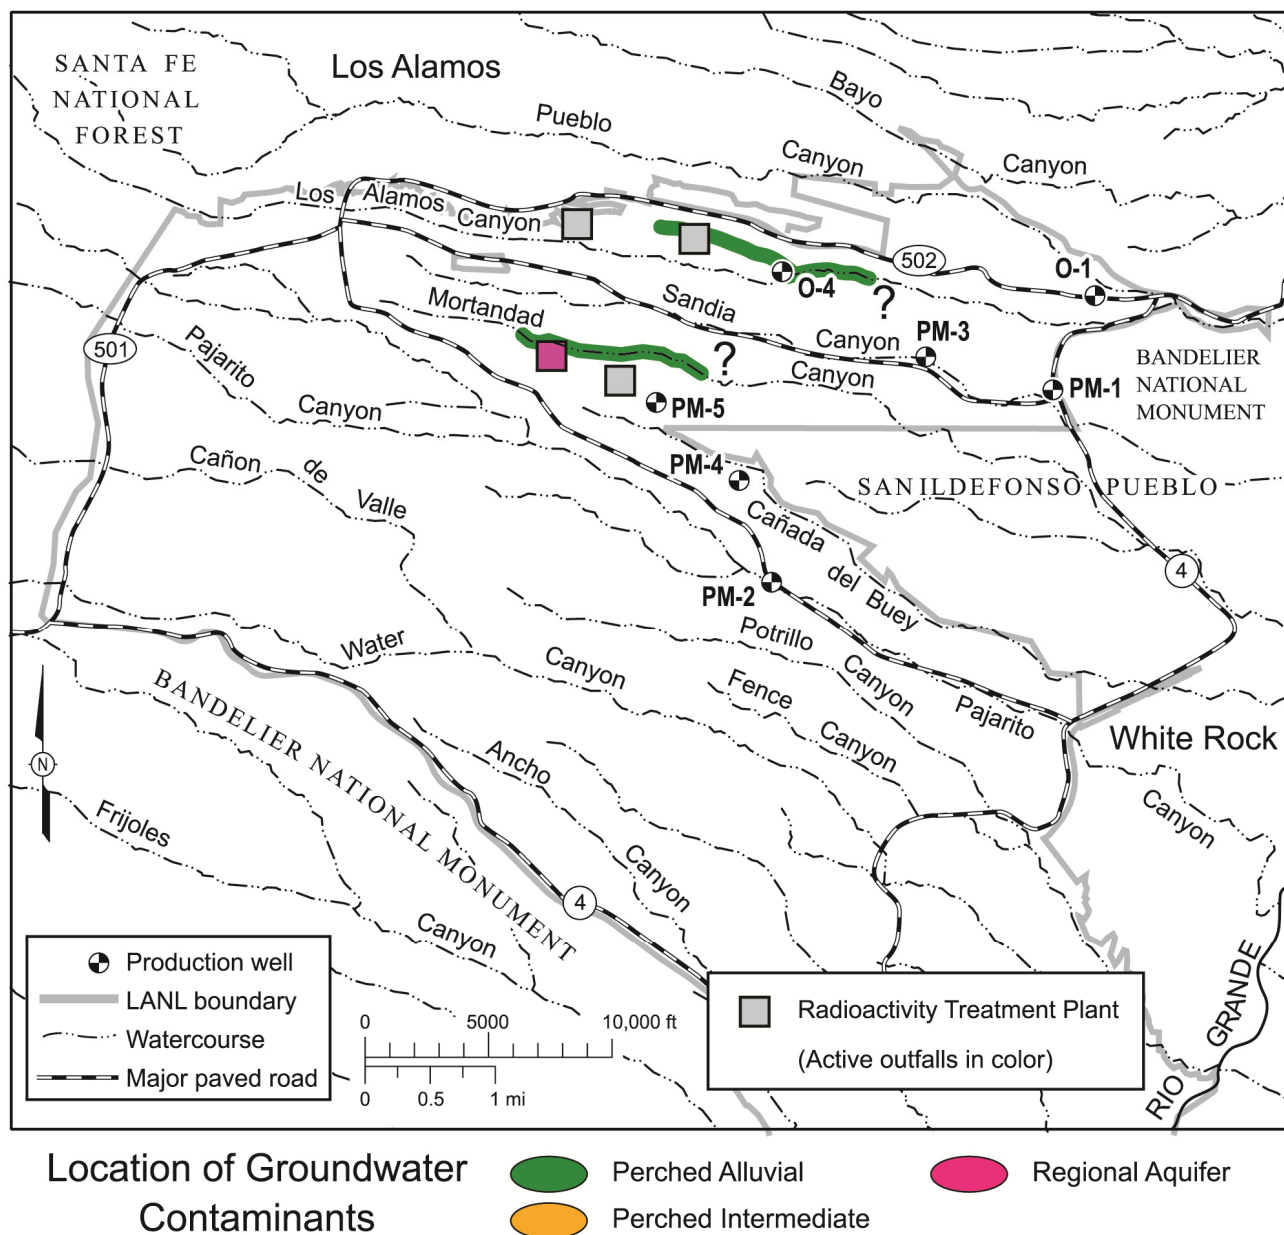 SANTA FE
NATIONAL
FOREST
Los Alamos
Bayo
Canyon
Pueblo
Canyon
Los Alamos Canyon
502
O-1
O-4
?
Sandia
Canyon
PM-3
Mortandad
?
Canyon
501
Pajarito
Canyon
PM-5
PM-1
BANDELIER
NATIONAL
MONUMENT
Cañon de Valle
PM-4
SAN ILDEFONSO PUEBLO
Cañada del Buey
4
PM-2
Water
Canyon
Potrillo
Canyon
Fence
Canyon
Pajarito
White Rock
Canyon
BANDELIER NATIONAL MONUMENT
Ancho
Canyon
N
Frijoles
Canyon
4
RIO GRANDE
Production well
LANL boundary
Watercourse
Major paved road
0 5000 10,000 ft
0 0.5 1 mi
Radioactivity Treatment Plant
(Active outfalls in color)
Location of Groundwater
Contaminants
Perched Alluvial
Perched Intermediate
Regional Aquifer